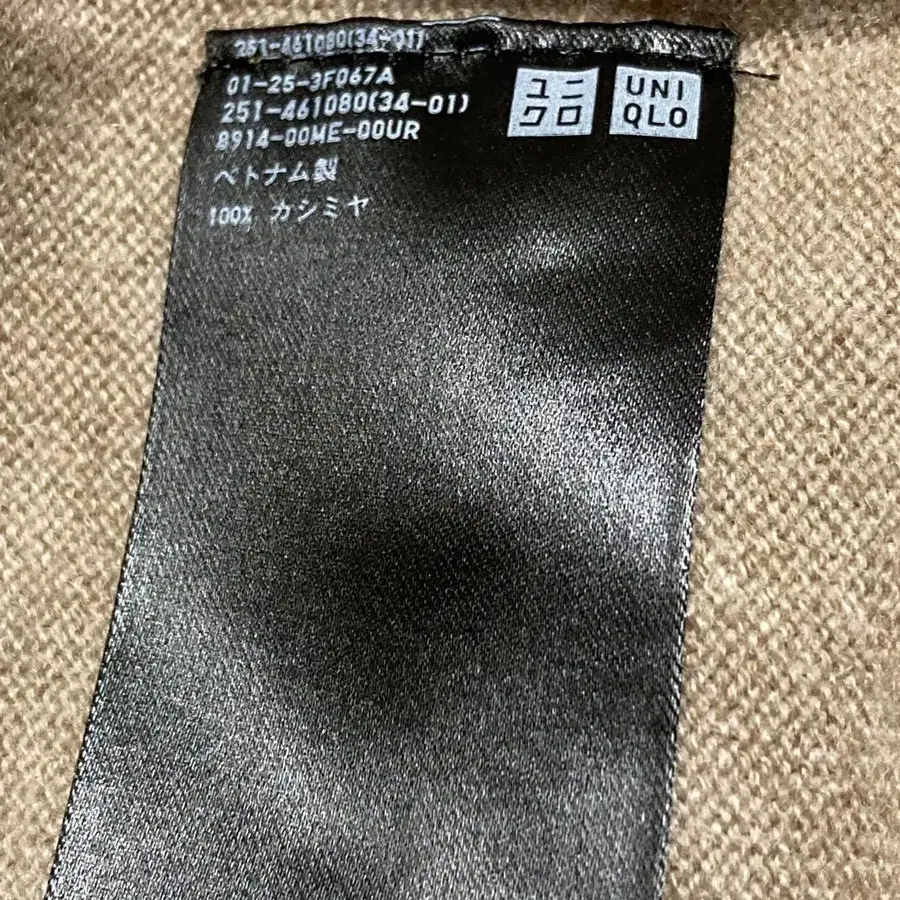 251-461080(34-01)
01-25-3F067A
251-461080(34-01)
8914-00ME-00UR
ベトナム製
100% カシミヤ
ユニ
クロ
UNI
QLO